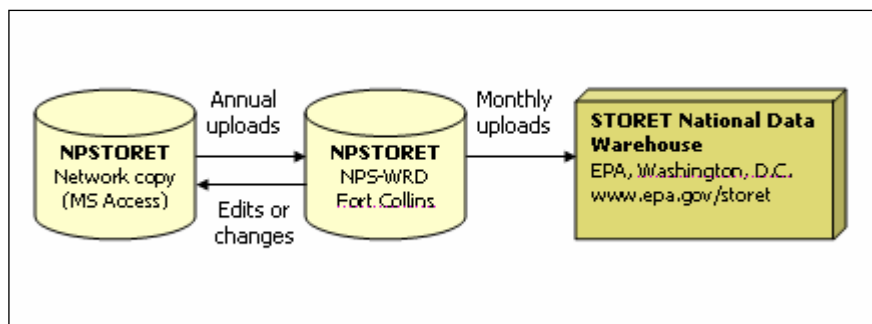 NPSTORET
Network copy
(MS Access)
Annual
uploads
Edits or
changes
NPSTORET
NPS-WRD
Fort Collins
Monthly
uploads
STORET National Data
Warehouse
EPA, Washington, D.C.
www.epa.gov/storet